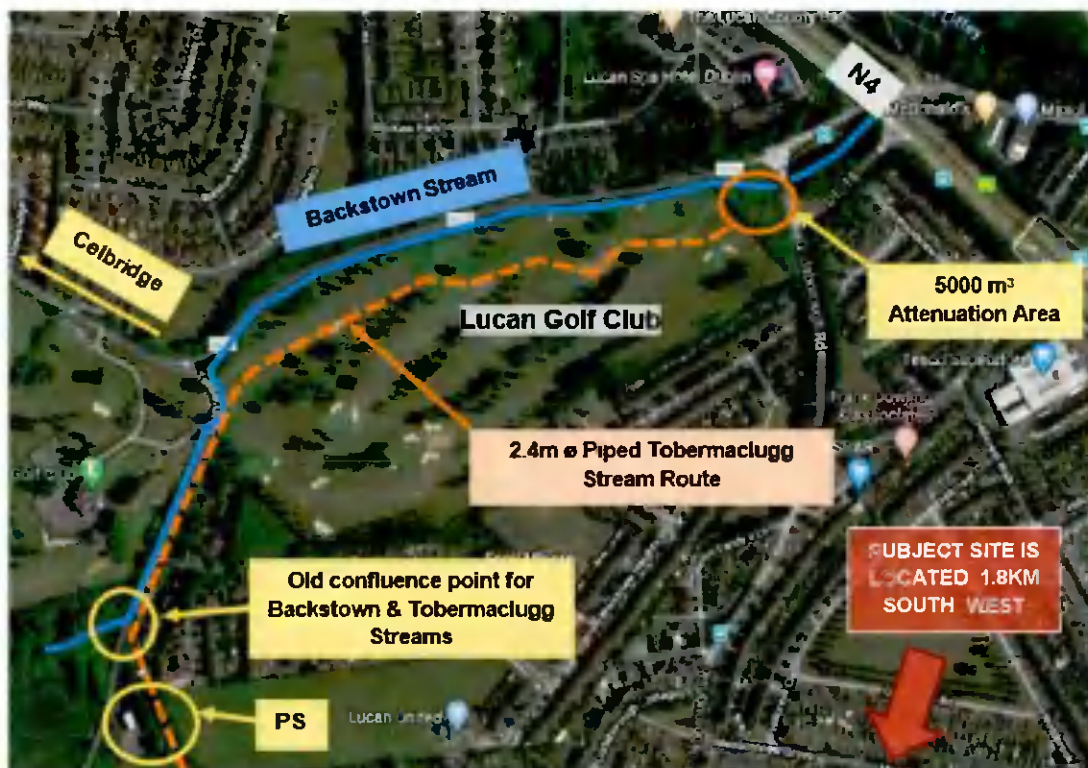 Lucan Spa Hotel, Dublin
N4
Backstown Stream
Celbridge
5000 m³
Attenuation Area
Lucan Golf Club
Rd
2.4m ø Piped Tobermaclugg
Stream Route
SUBJECT SITE IS
LOCATED 1.8KM
SOUTH WEST
Old confluence point for
Backstown & Tobermaclugg
Streams
PS
Lucan United